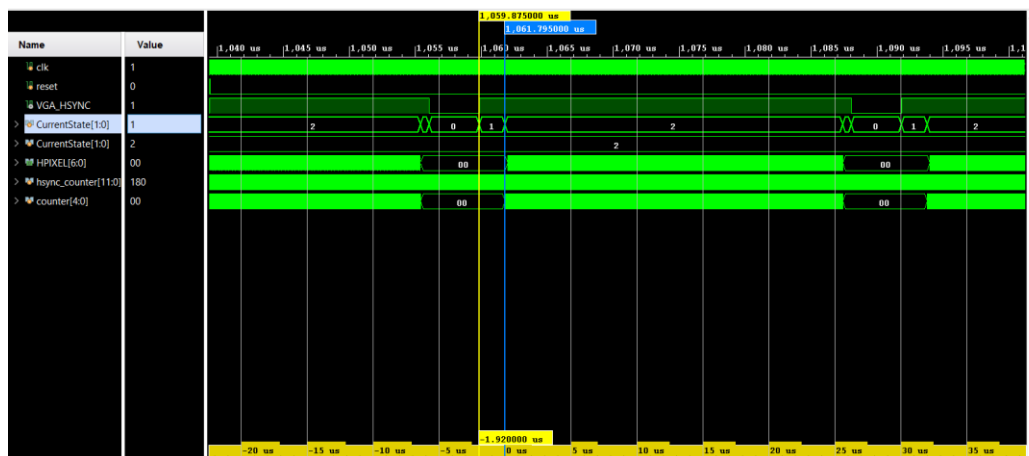 1,059.875000 us
1,061.795000 us
Name Value 1,040 us 1,045 us 1,050 us 1,055 us 1,060 us 1,065 us 1,070 us 1,075 us 1,080 us 1,085 us 1,090 us 1,095 us 1,1
clk 1
reset 0
VGA_HSYNC 1
CurrentState[1:0] 1 2 0 1 2 0 1 2
CurrentState[1:0] 2 2
HPIXEL[6:0] 00 00 00
hsync_counter[11:0] 180
counter[4:0] 00 00 00
-1.920000 us
-20 us -15 us -10 us -5 us 0 us 5 us 10 us 15 us 20 us 25 us 30 us 35 us